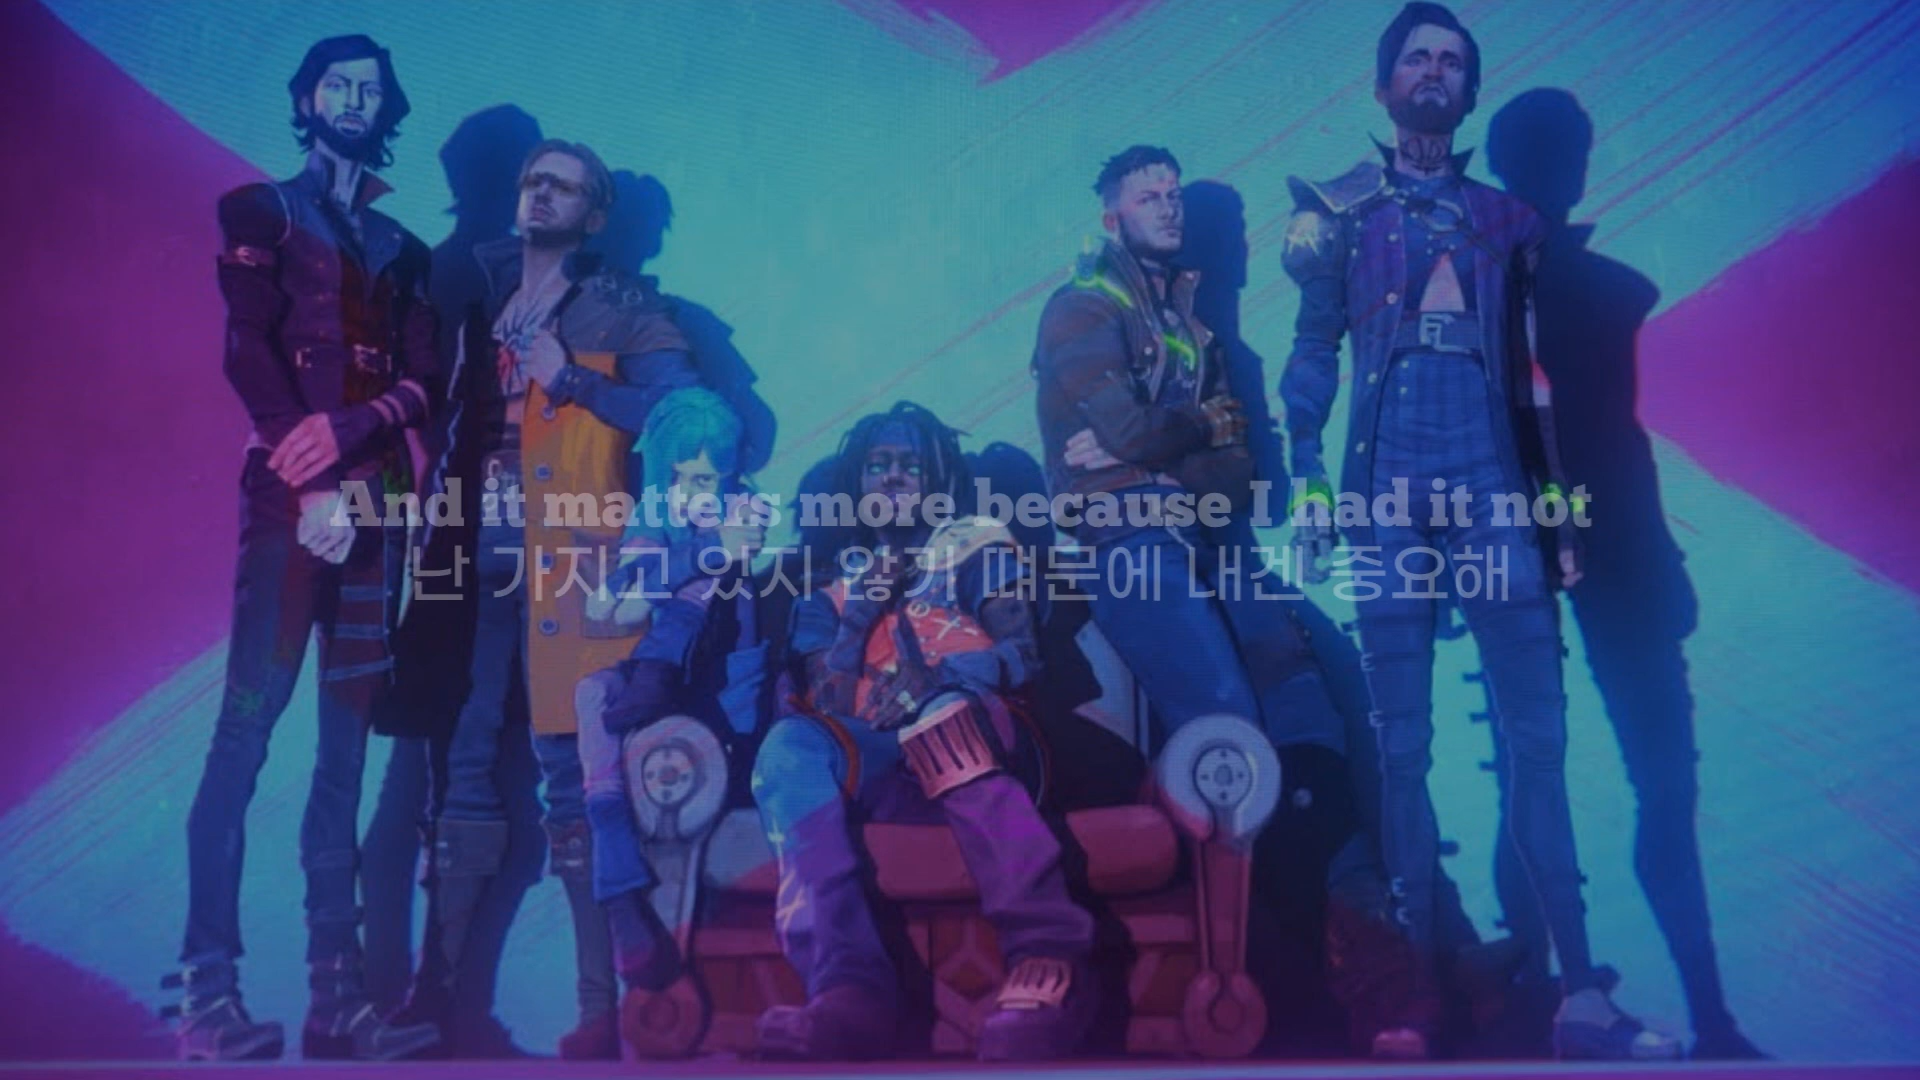 And it matters more because I had it not
난 가지고 있지 않기 떄문에 내겐 중요해